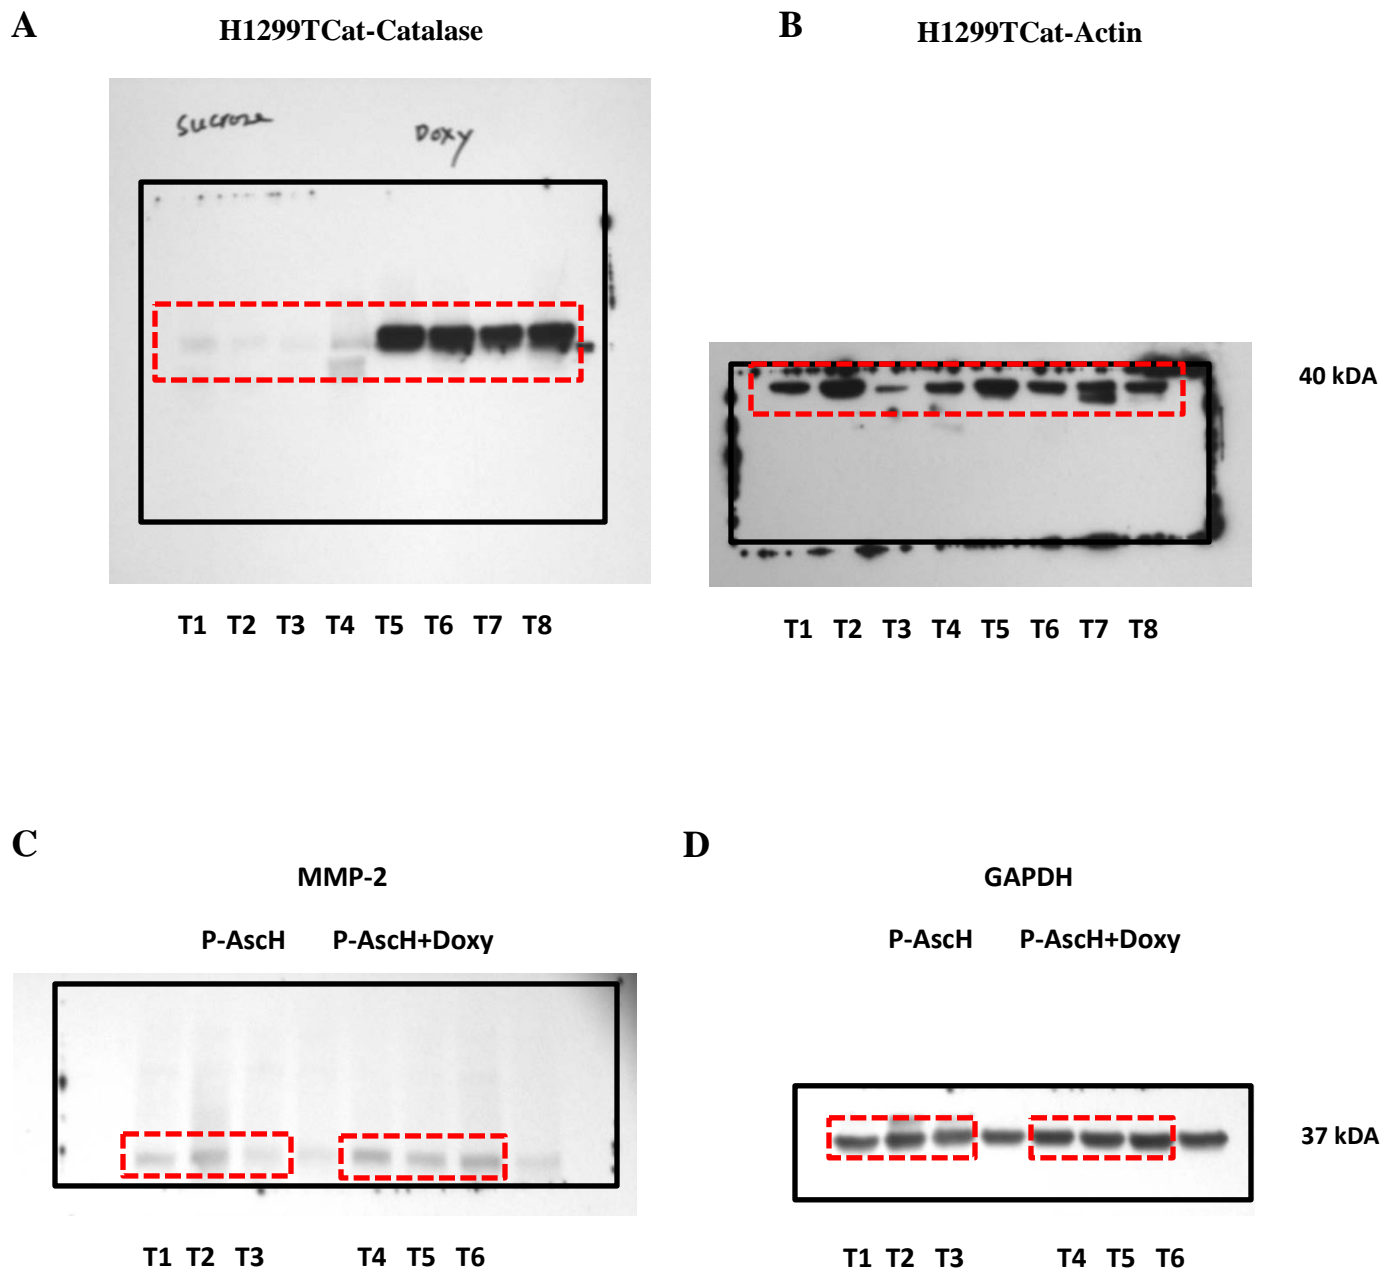 A
H1299TCat-Catalase
B
H1299TCat-Actin
sucrose
Doxy
40 kDA
T1 T2 T3 T4 T5 T6 T7 T8
T1 T2 T3 T4 T5 T6 T7 T8
C
MMP-2
D
GAPDH
P-AscH P-AscH+Doxy
P-AscH P-AscH+Doxy
37 kDA
T1 T2 T3 T4 T5 T6
T1 T2 T3 T4 T5 T6